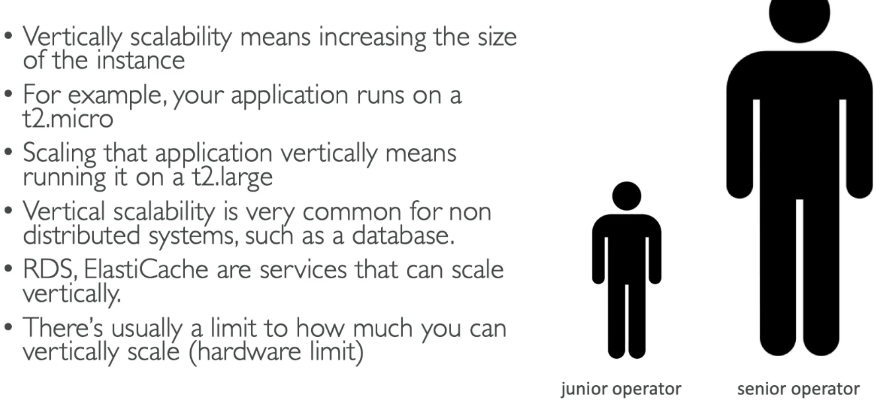 • Vertically scalability means increasing the size
of the instance
• For example, your application runs on a
t2.micro
• Scaling that application vertically means
running it on a t2.large
• Vertical scalability is very common for non
distributed systems, such as a database.
• RDS, ElastiCache are services that can scale
vertically.
• There's usually a limit to how much you can
vertically scale (hardware limit)
junior operator
senior operator